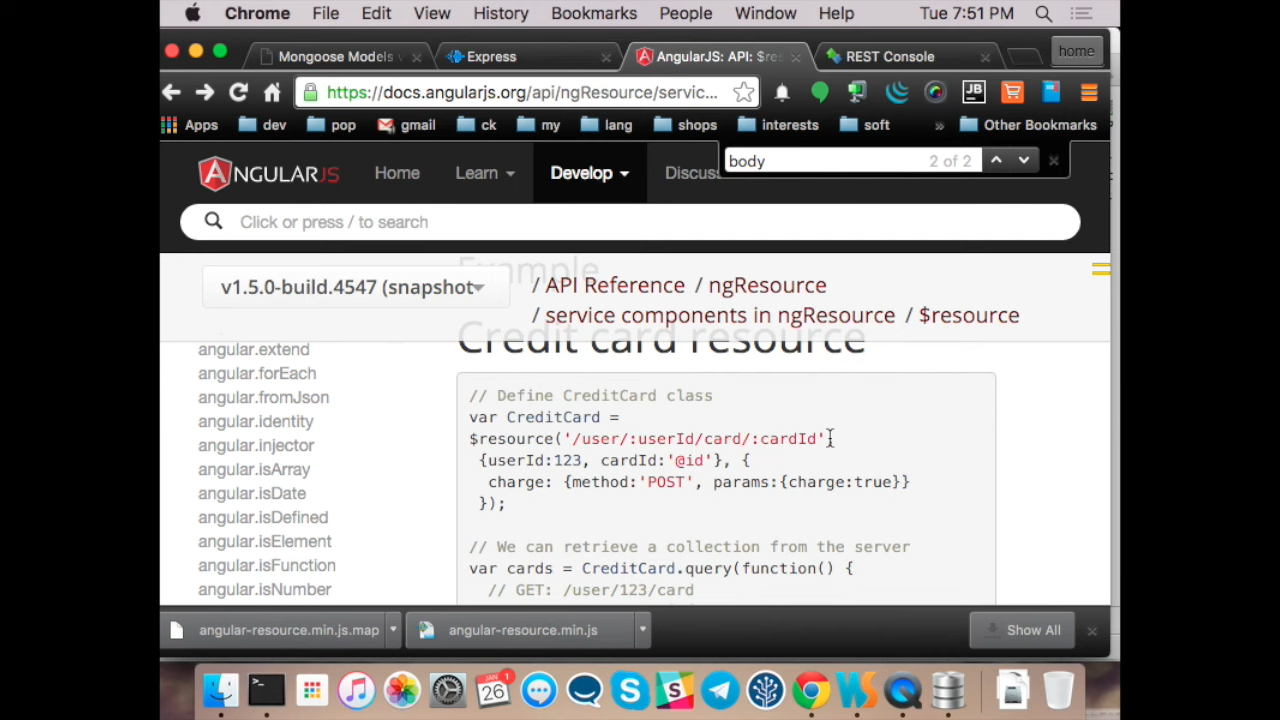 Chrome File Edit View History Bookmarks People Window Help Tue 7:51 PM
Mongoose Models v
Express
AngularJS: API: $res
REST Console
home
https://docs.angularjs.org/api/ngResource/servic...
JB
Apps dev pop gmail ck my lang shops interests soft » Other Bookmarks
body 2 of 2
ANGULARJS Home Learn Develop Discuss
Click or press / to search
Example
v1.5.0-build.4547 (snapshot
/ API Reference / ngResource
/ service components in ngResource / $resource
Credit card resource
angular.extend
angular.forEach
angular.fromJson
angular.identity
angular.injector
angular.isArray
angular.isDate
angular.isDefined
angular.isElement
angular.isFunction
angular.isNumber
// Define CreditCard class
var CreditCard =
$resource('/user/:userId/card/:cardId'
{userId:123, cardId:'@id'}, {
charge: {method:'POST', params:{charge:true}}
});
// We can retrieve a collection from the server
var cards = CreditCard.query(function() {
// GET: /user/123/card
angular-resource.min.js.map
angular-resource.min.js
Show All
JAN
26
1